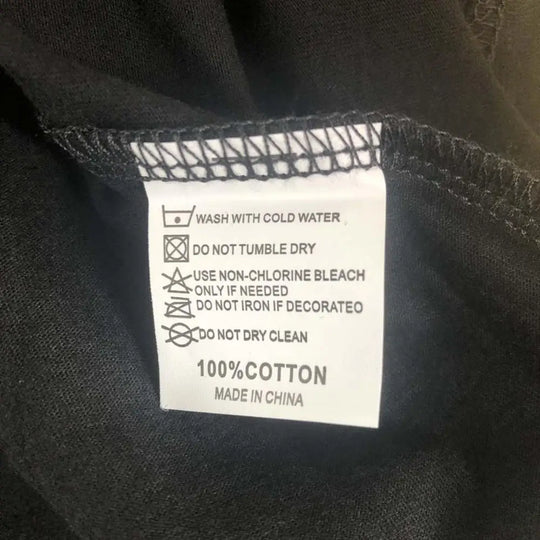 WASH WITH COLD WATER
DO NOT TUMBLE DRY
USE NON-CHLORINE BLEACH
ONLY IF NEEDED
DO NOT IRON IF DECORATEO
DO NOT DRY CLEAN
100%COTTON
MADE IN CHINA